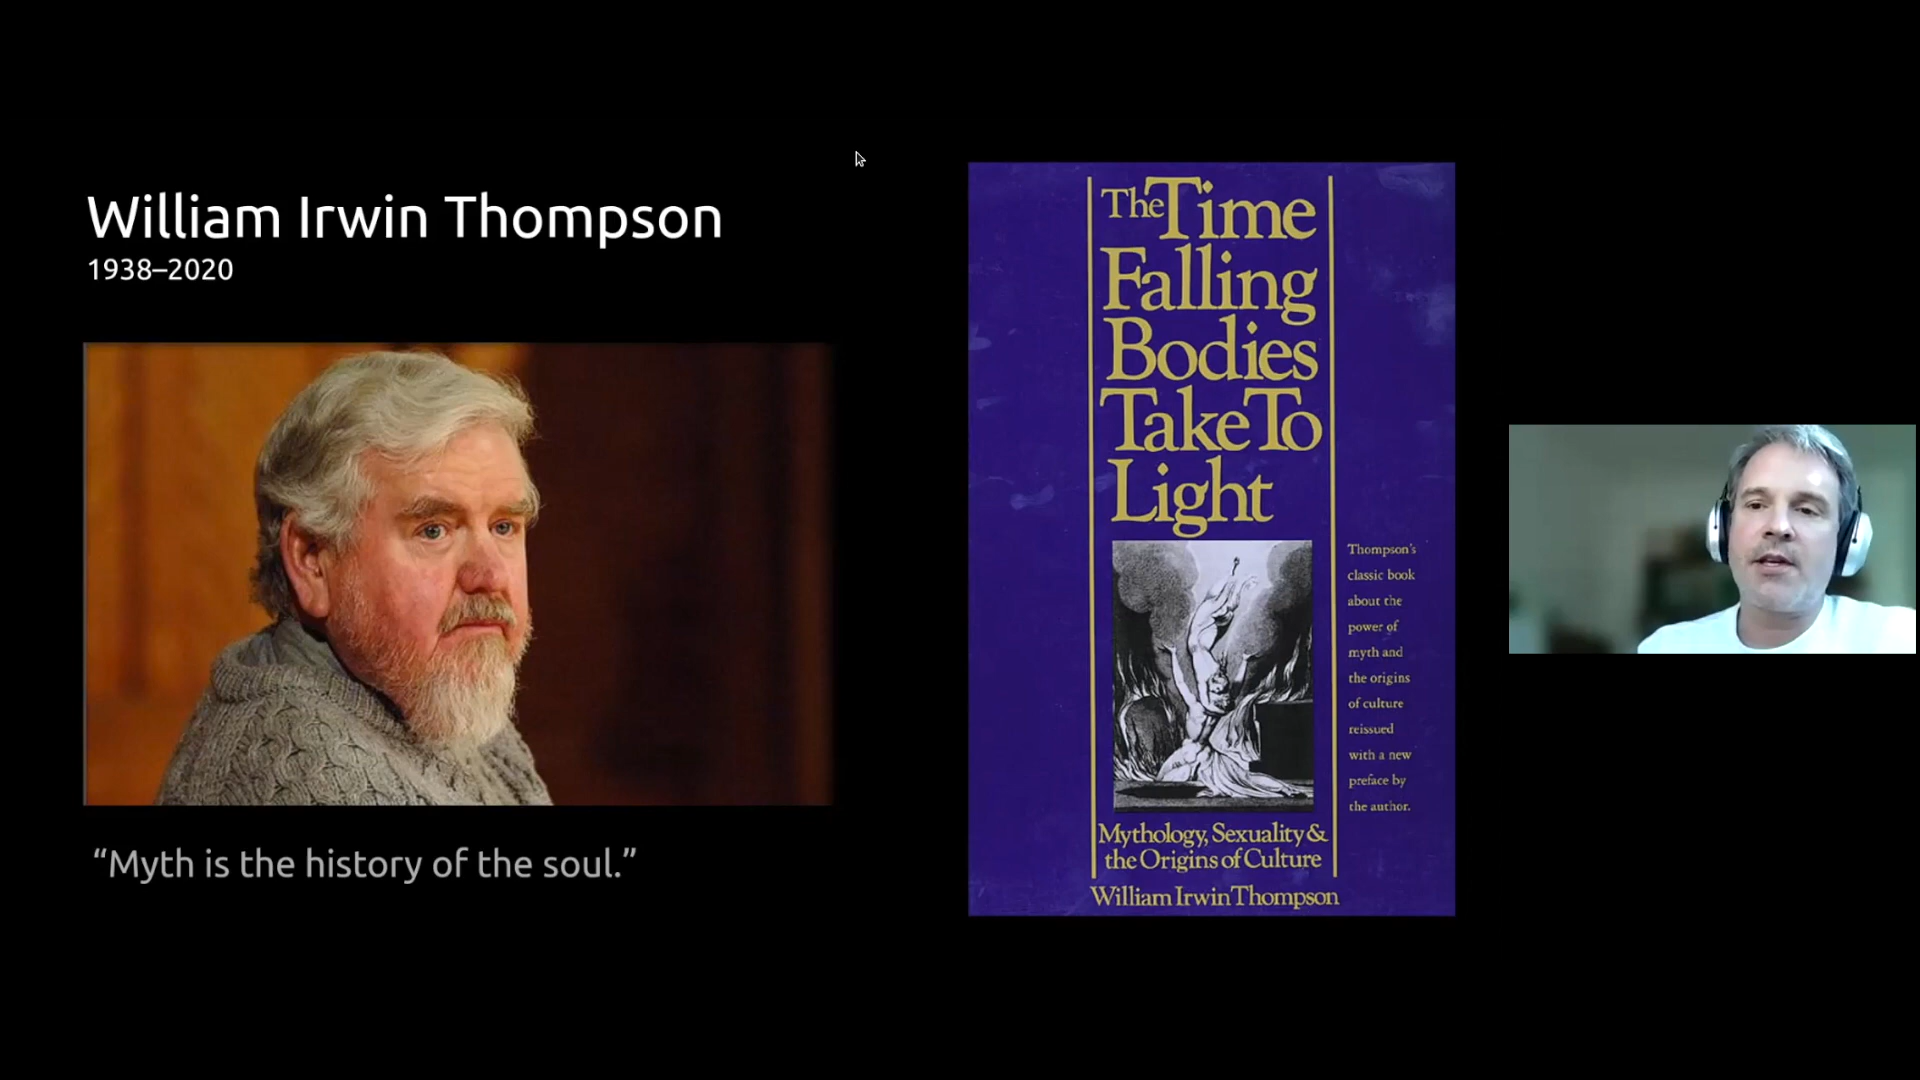 William Irwin Thompson
1938–2020
“Myth is the history of the soul.”
The Time
Falling
Bodies
Take To
Light
Thompson's
classic book
about the
power of
myth and
the origins
of culture
reissued
with a new
preface by
the author.
Mythology, Sexuality &
the Origins of Culture
William Irwin Thompson